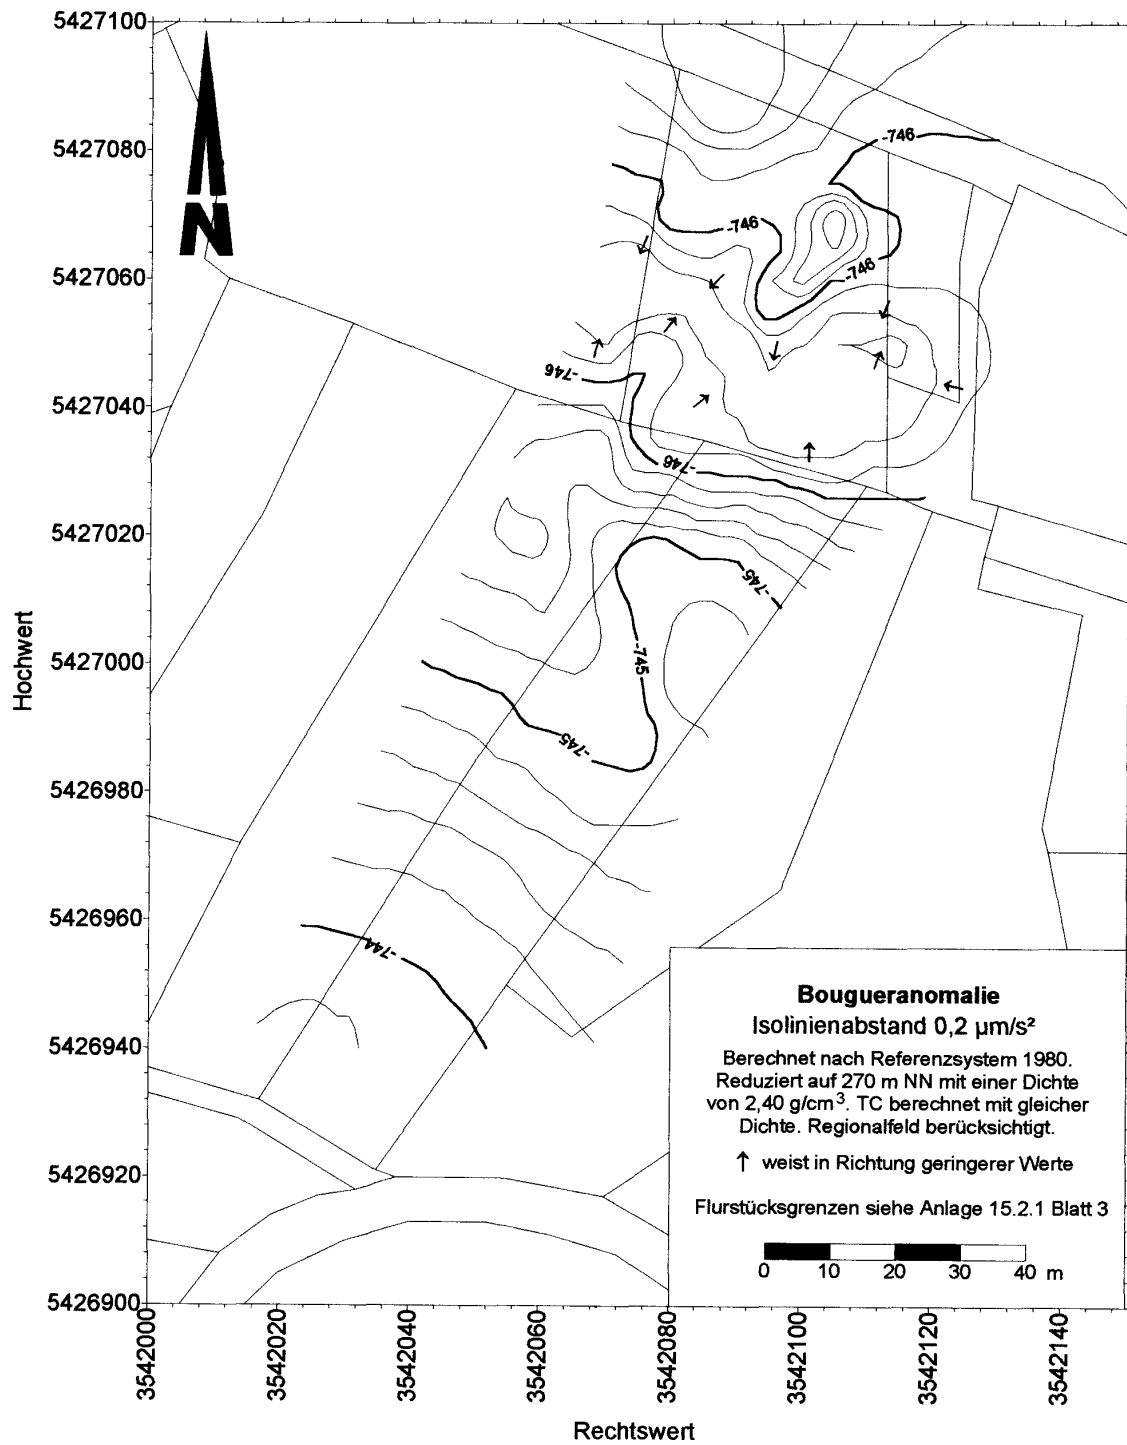 5427100
5427080
5427060
5427040
5427020
5427000
5426980
5426960
5426940
5426920
5426900
Hochwert
N
-746
-746
-746
-746
-746
-745
-745
-745
-744
Bougueranomalie
Isolinienabstand 0,2 µm/s²
Berechnet nach Referenzsystem 1980.
Reduziert auf 270 m NN mit einer Dichte
von 2,40 g/cm³. TC berechnet mit gleicher
Dichte. Regionalfeld berücksichtigt.
↑ weist in Richtung geringerer Werte
Flurstücksgrenzen siehe Anlage 15.2.1 Blatt 3
0 10 20 30 40 m
3542000
3542020
3542040
3542060
3542080
3542100
3542120
3542140
Rechtswert